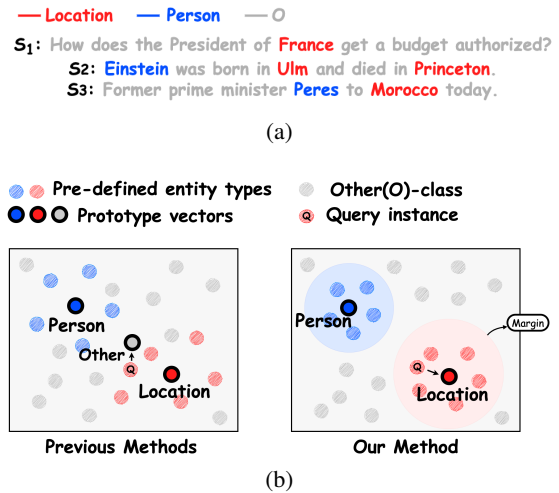 Location Person O
S1: How does the President of France get a budget authorized?
S2: Einstein was born in Ulm and died in Princeton.
S3: Former prime minister Peres to Morocco today.
(a)
Pre-defined entity types Other(O)-class
Prototype vectors Q Query instance
Person
Other
Q
Location
Person
Margin
Q
Location
Previous Methods Our Method
(b)